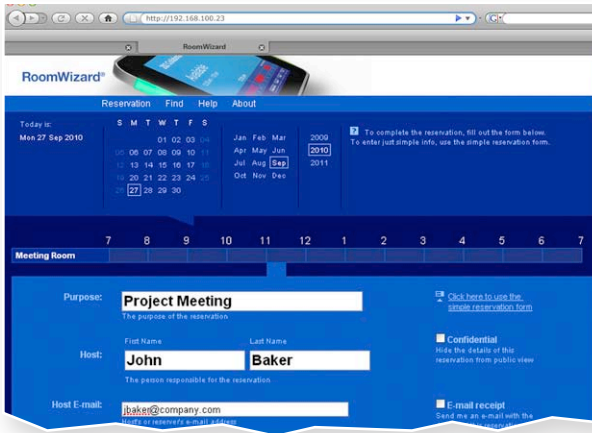 http://192.168.100.23
RoomWizard
RoomWizard®
Available
Reservation Find Help About
Today is:
Mon 27 Sep 2010
S M T W T F S
01 02 03 04
05 06 07 08 09 10 11
12 13 14 15 16 17 18
19 20 21 22 23 24 25
26 27 28 29 30
Jan Feb Mar
Apr May Jun
Jul Aug Sep
Oct Nov Dec
2009
2010
2011
? To complete the reservation, fill out the form below.
To enter just simple info, use the simple reservation form.
7 8 9 10 11 12 1 2 3 4 5 6 7
Meeting Room
Purpose:
Project Meeting
The purpose of the reservation
Click here to use the
simple reservation form
First Name
Last Name
Host:
John
Baker
The person responsible for the reservation
Confidential
Hide the details of this
reservation from public view
Host E-mail:
jbaker@company.com
Host's or reserver's e-mail address
E-mail receipt
Send me an e-mail with the
reservation